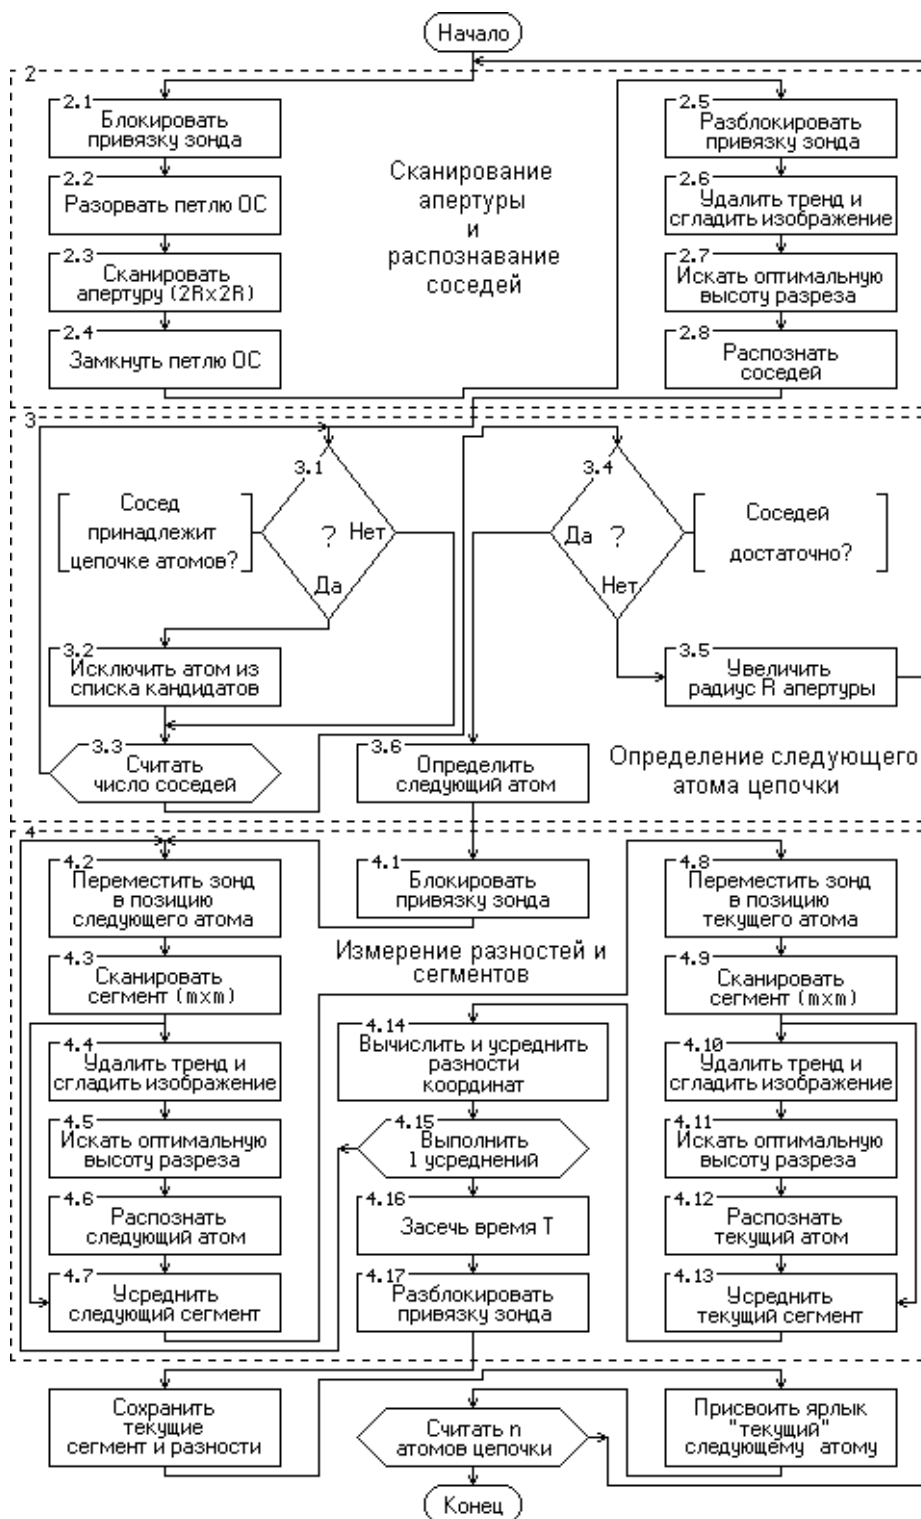 Начало
2
2.1
Блокировать
привязку зонда
2.2
Разорвать петлю ОС
2.3
Сканировать
апертуру (2Rx2R)
2.4
Замкнуть петлю ОС
Сканирование
апертуры
и
распознавание
соседей
2.5
Разблокировать
привязку зонда
2.6
Удалить тренд и
сгладить изображение
2.7
Искать оптимальную
высоту разреза
2.8
Распознать
соседей
3
3.1
Сосед
принадлежит
цепочке атомов?
?
Нет
Да
3.2
Исключить атом из
списка кандидатов
3.3
Считать
число соседей
3.4
Да
?
Нет
Соседей
достаточно?
3.5
Увеличить
радиус R апертуры
3.6
Определить
следующий атом
Определение следующего
атома цепочки
4
4.2
Переместить зонд
в позицию
следующего атома
4.3
Сканировать
сегмент (mxm)
4.4
Удалить тренд и
сгладить изображение
4.5
Искать оптимальную
высоту разреза
4.6
Распознать
следующий атом
4.7
Усреднить
следующий сегмент
4.1
Блокировать
привязку зонда
Измерение разностей и
сегментов
4.14
Вычислить и усреднить
разности
координат
4.15
Выполнить
l усреднений
4.16
Засечь время T
4.17
Разблокировать
привязку зонда
4.8
Переместить зонд
в позицию
текущего атома
4.9
Сканировать
сегмент (mxm)
4.10
Удалить тренд и
сгладить изображение
4.11
Искать оптимальную
высоту разреза
4.12
Распознать
текущий атом
4.13
Усреднить
текущий сегмент
Сохранить
текущие
сегмент и разности
Считать n
атомов цепочки
Присвоить ярлык
"текущий"
следующему атому
Конец